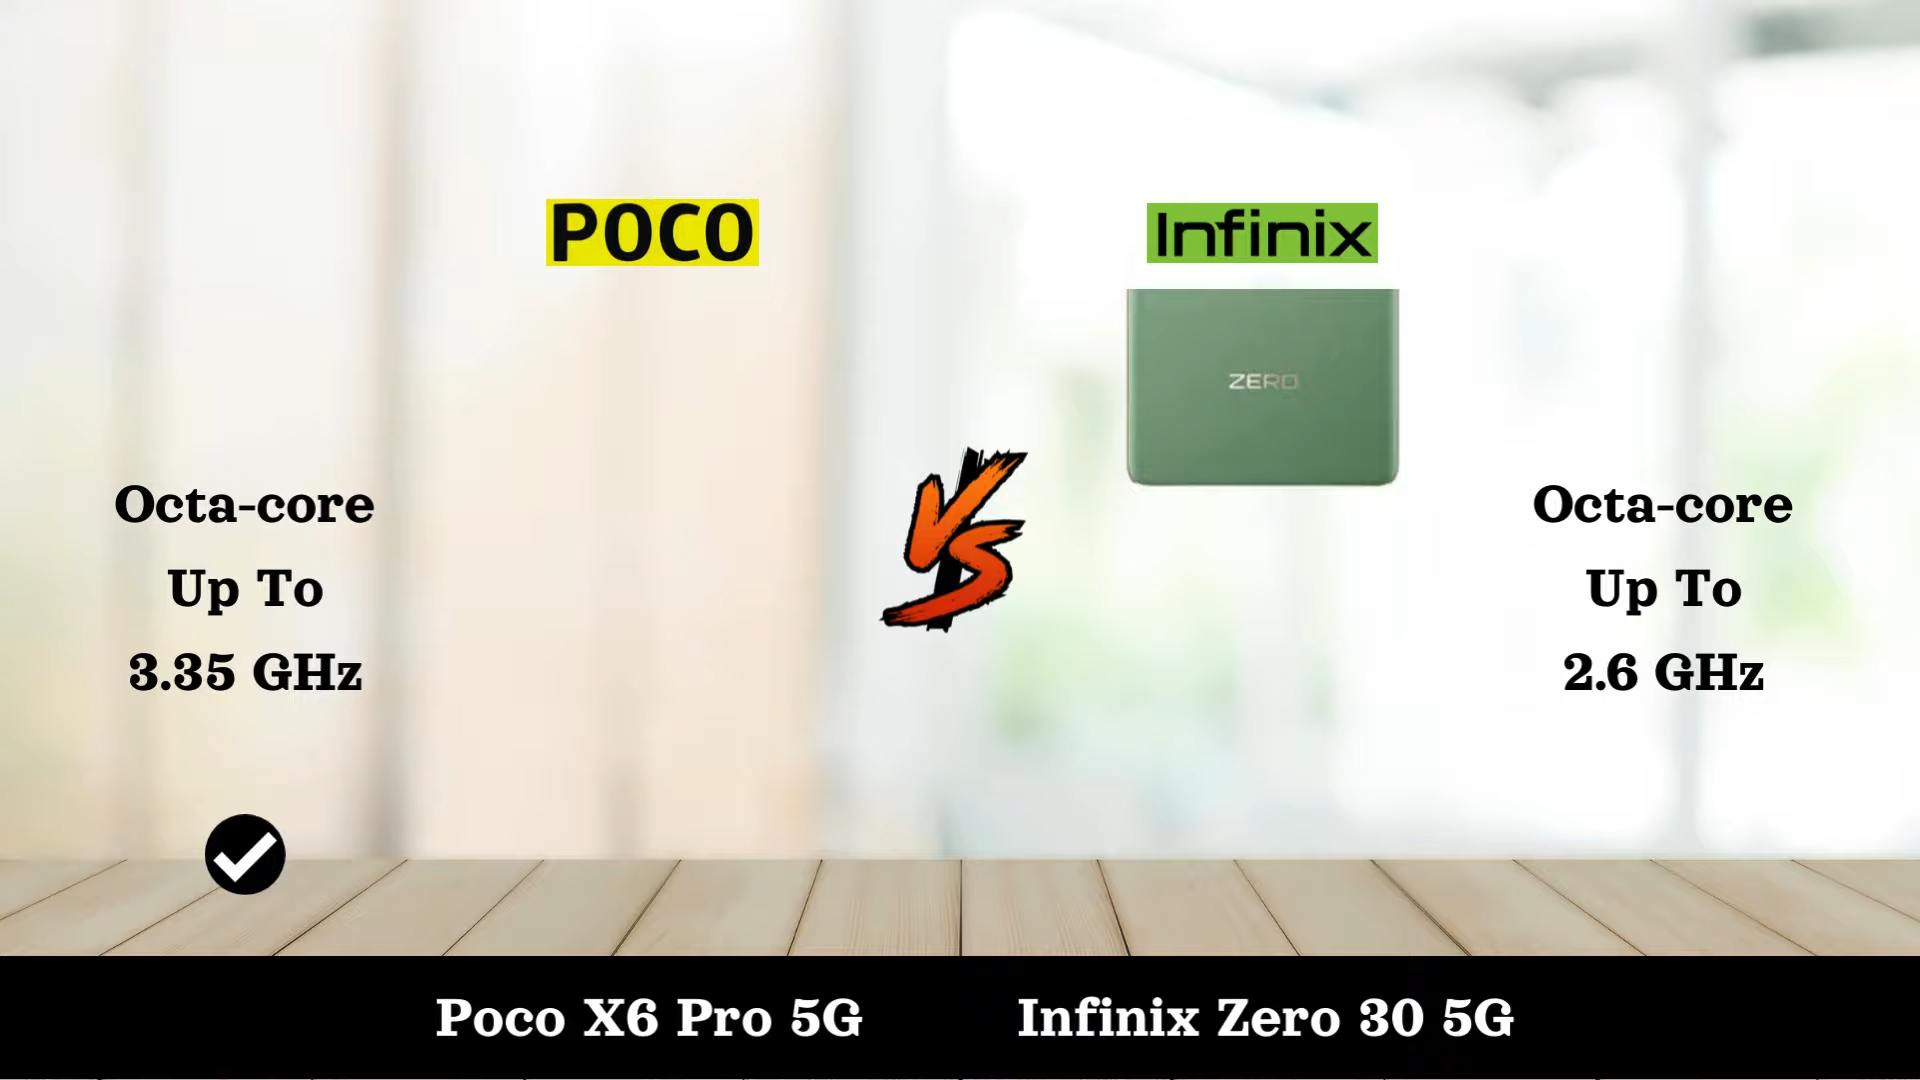 POCO
Infinix
ZERO
VS
Octa-core
Up To
3.35 GHz
Octa-core
Up To
2.6 GHz
Poco X6 Pro 5G
Infinix Zero 30 5G